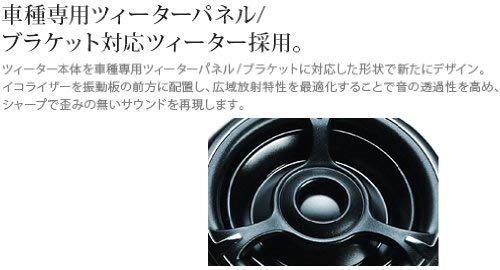 車種専用ツィーターパネル/
ブラケット対応ツィーター採用。
ツィーター本体を車種専用ツィーターパネル/ブラケットに対応した形状で新たにデザイン。
イコライザーを振動板の前方に配置し、広域放射特性を最適化することで音の透過性を高め、
シャープで歪みの無いサウンドを再現します。